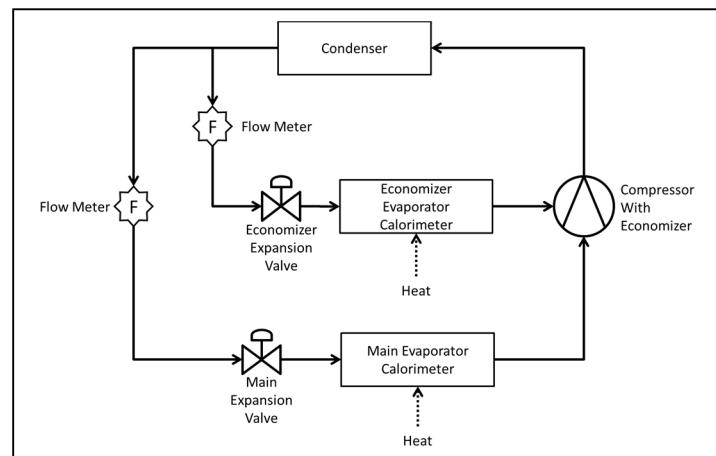 Condenser
F
Flow Meter
Flow Meter
F
Economizer
Evaporator
Calorimeter
Compressor
With
Economizer
Economizer
Expansion
Valve
Heat
Main Evaporator
Calorimeter
Main
Expansion
Valve
Heat